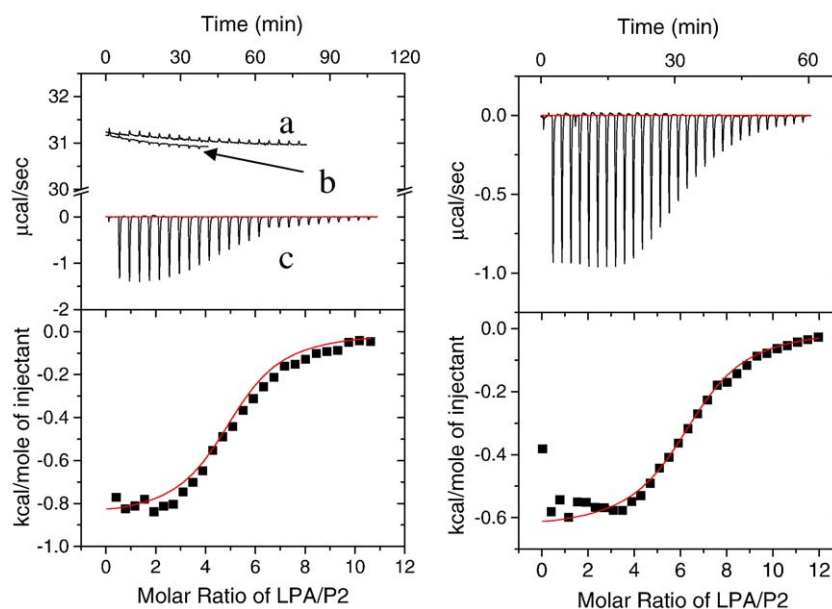 Time (min)
0 30 60 90 120
32
31
30
0
-1
-2
μcal/sec
a
b
c
0.0
-0.2
-0.4
-0.6
-0.8
-1.0
kcal/mole of injectant
0 2 4 6 8 10 12
Molar Ratio of LPA/P2
Time (min)
0 30 60
0.0
-0.5
-1.0
μcal/sec
0.0
-0.2
-0.4
-0.6
kcal/mole of injectant
0 2 4 6 8 10 12
Molar Ratio of LPA/P2